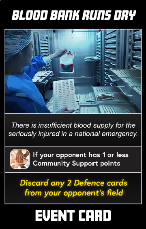 BLOOD BANK RUNS DRY
There is insufficient blood supply for the
seriously injured in a national emergency.
If your opponent has 1 or less
Community Support points
Discard any 2 Defence cards
from your opponent's field
EVENT CARD